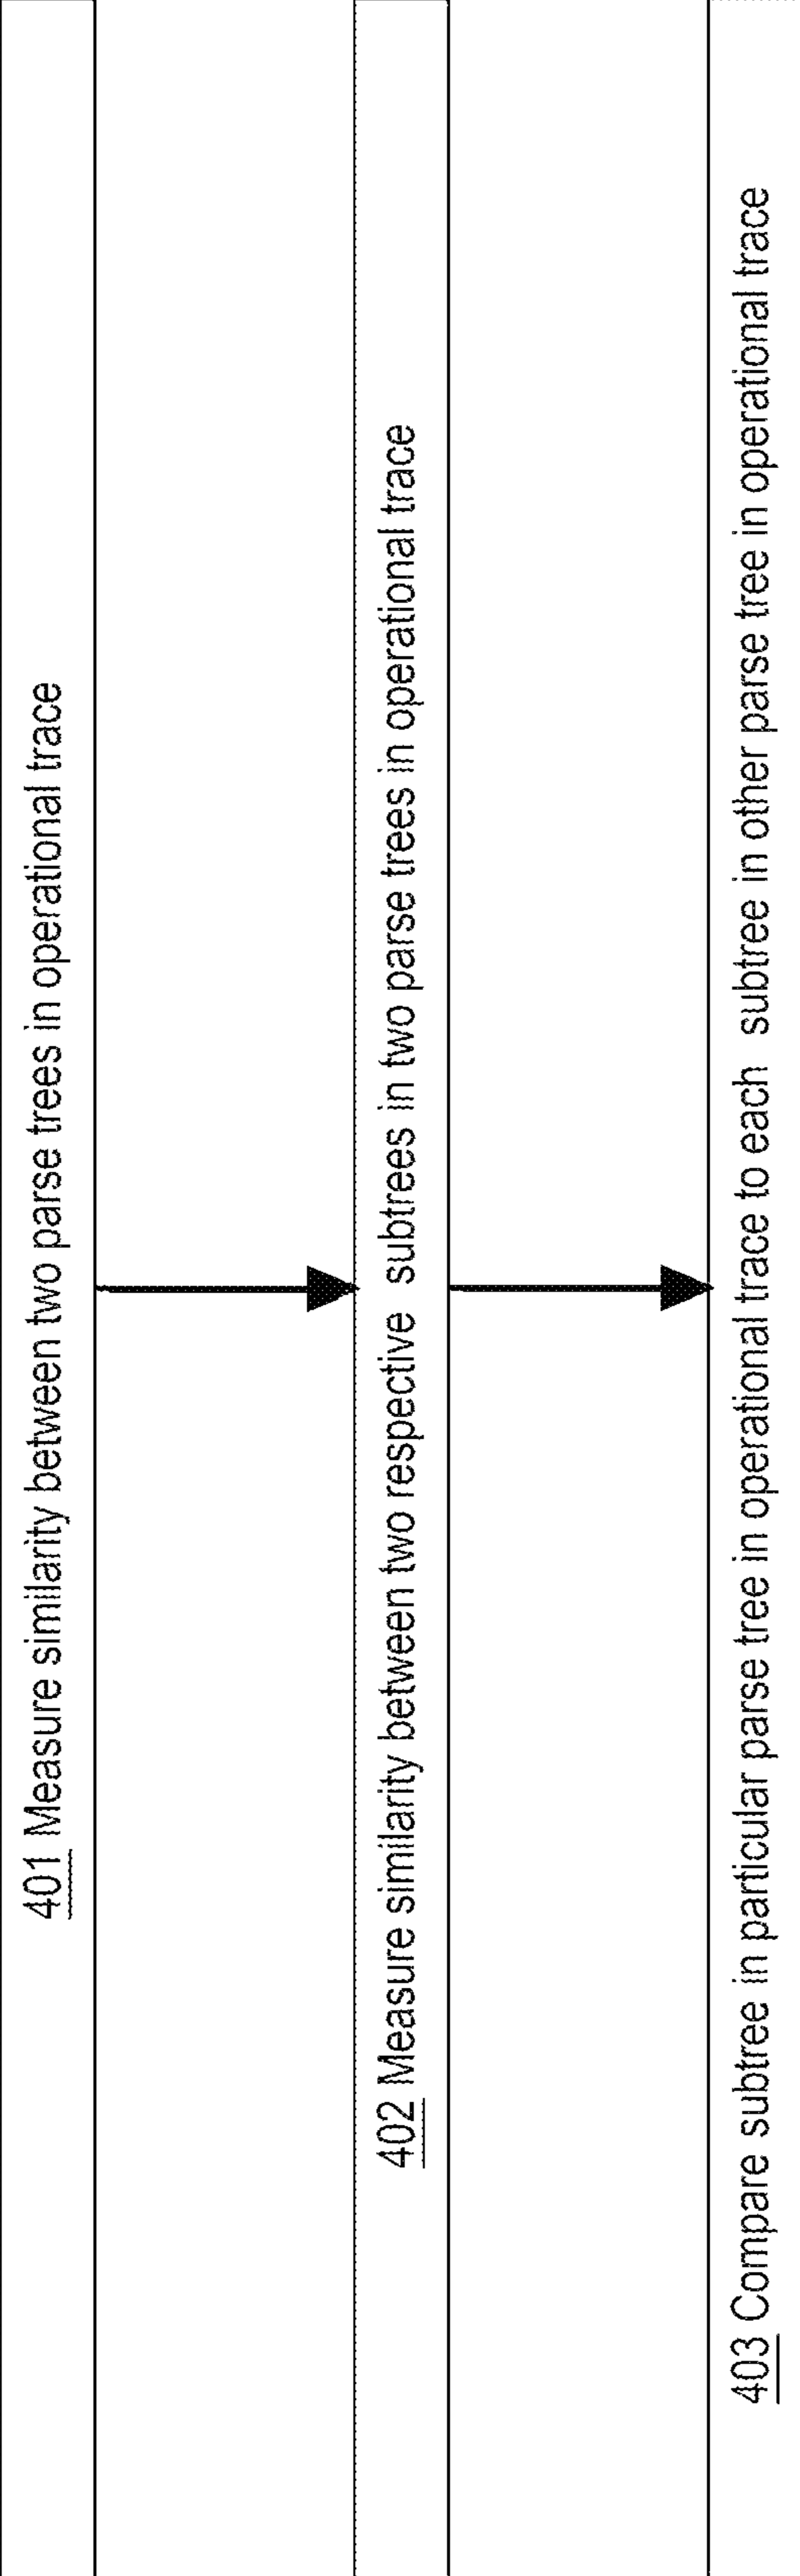 401 Measure similarity between two parse trees in operational trace
402 Measure similarity between two respective subtrees in two parse trees in operational trace
403 Compare subtree in particular parse tree in operational trace to each subtree in other parse tree in operational trace